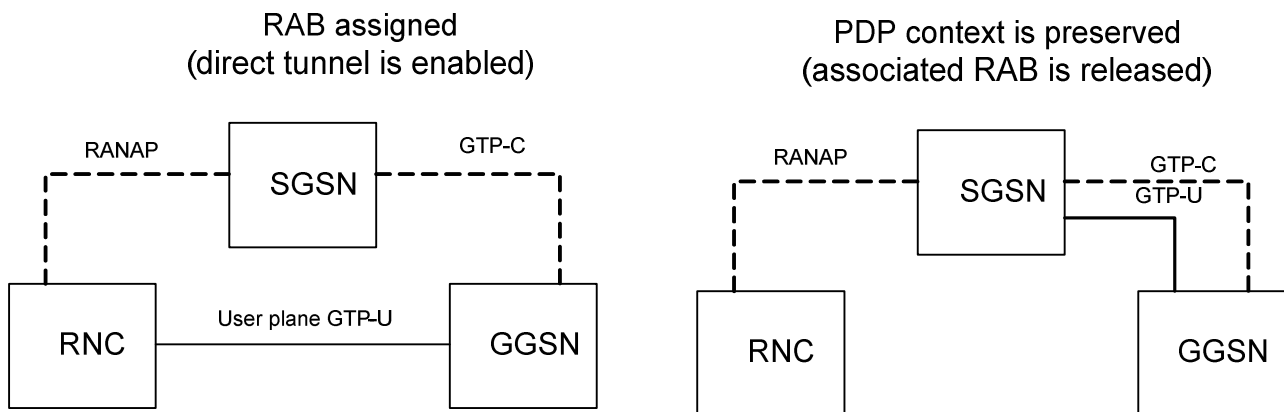 RAB assigned
(direct tunnel is enabled)
RANAP
GTP-C
SGSN
RNC
User plane GTP-U
GGSN
PDP context is preserved
(associated RAB is released)
RANAP
GTP-C
GTP-U
SGSN
RNC
GGSN